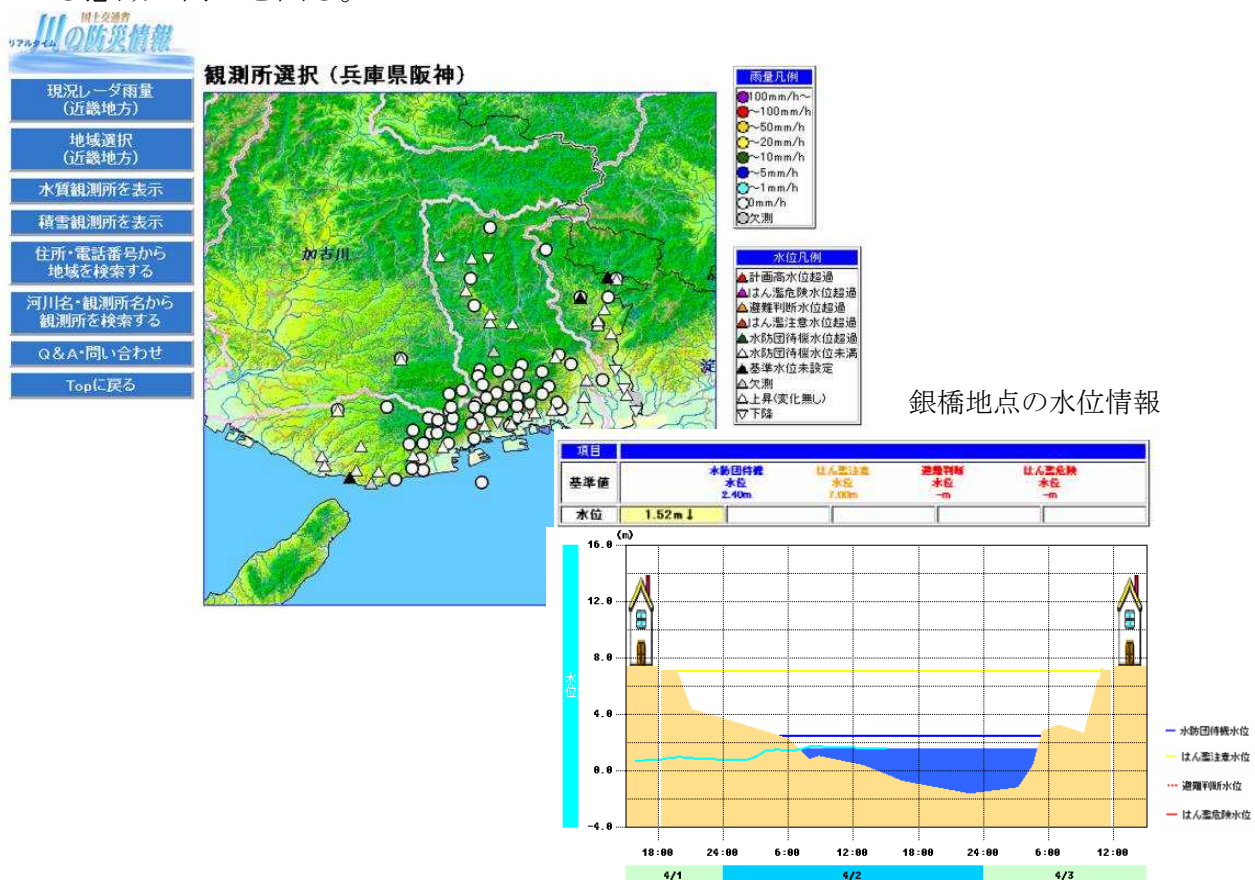 国土交通省
リアルタイム川の防災情報
現況レーダ雨量
(近畿地方)
地域選択
(近畿地方)
水質観測所を表示
積雪観測所を表示
住所・電話番号から
地域を検索する
河川名・観測所名から
観測所を検索する
Q&A・問い合わせ
Topに戻る
観測所選択（兵庫県阪神）
加古川
淀
雨量凡例
100mm/h～
～100mm/h
～50mm/h
～20mm/h
～10mm/h
～5mm/h
～1mm/h
0mm/h
欠測
水位凡例
計画高水位超過
はん濫危険水位超過
避難判断水位超過
はん濫注意水位超過
水防団待機水位超過
水防団待機水位未満
基準水位未設定
欠測
上昇(変化無し)
下降
銀橋地点の水位情報
項目
基準値
水防団待機
水位
2.40m
はん濫注意
水位
7.00m
避難判断
水位
-m
はん濫危険
水位
-m
水位
1.52m↓
(m)
16.0
12.0
8.0
4.0
0.0
-4.0
水位
18:00 24:00 6:00 12:00 18:00 24:00 6:00 12:00
4/1 4/2 4/3
水防団待機水位
はん濫注意水位
避難判断水位
はん濫危険水位